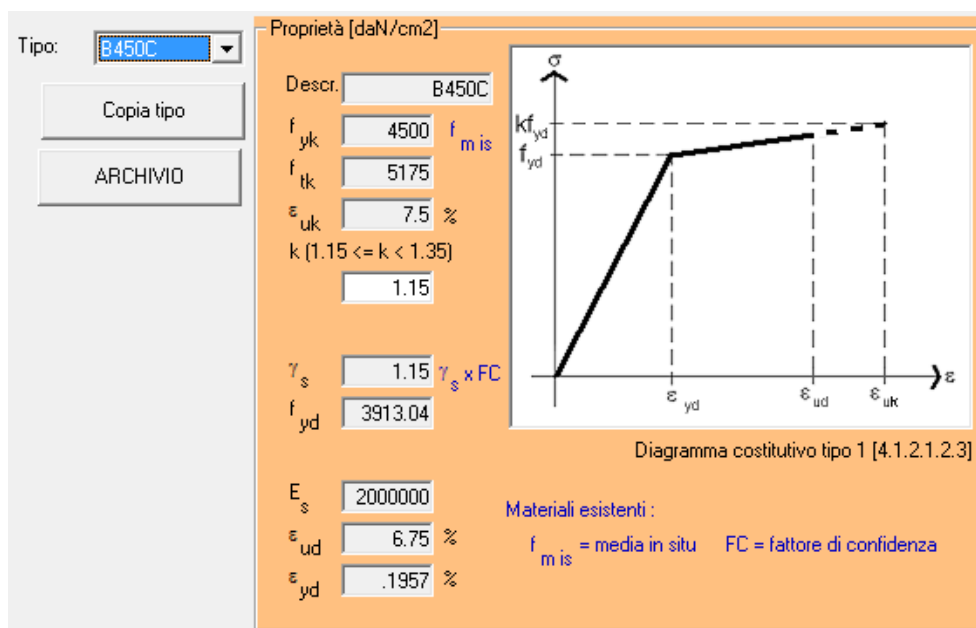 Tipo: B450C
Copia tipo
ARCHIVIO
Proprietà [daN/cm2]
Descr. B450C
f yk 4500 f m is
f tk 5175
ε uk 7.5 %
k (1.15 <= k < 1.35)
1.15
γ s 1.15 γ s x FC
f yd 3913.04
E s 2000000
ε ud 6.75 %
ε yd .1957 %
σ
kf yd
f yd
ε
ε yd ε ud ε uk
Diagramma costitutivo tipo 1 [4.1.2.1.2.3]
Materiali esistenti :
f m is = media in situ FC = fattore di confidenza